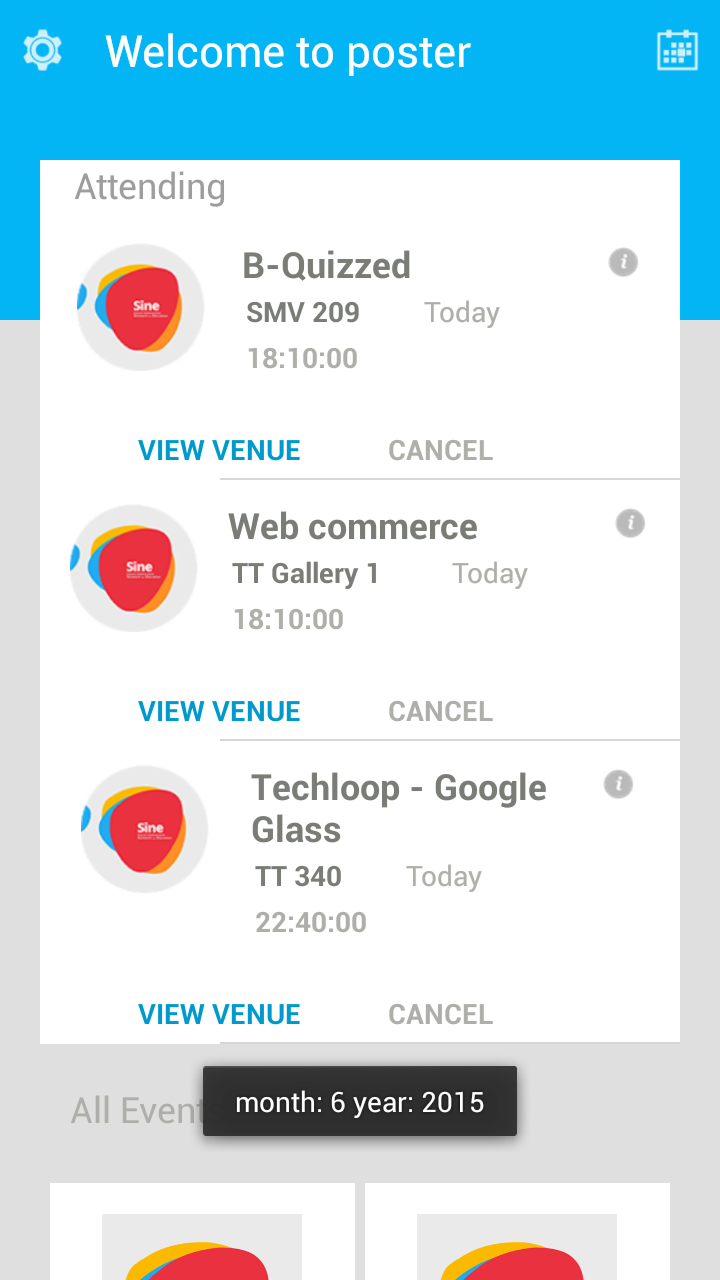 Welcome to poster
Attending
B-Quizzed
SMV 209 Today
18:10:00
Sine
VIEW VENUE CANCEL
Web commerce
TT Gallery 1 Today
18:10:00
Sine
VIEW VENUE CANCEL
Techloop - Google
Glass
TT 340 Today
22:40:00
Sine
VIEW VENUE CANCEL
All Events
month: 6 year: 2015